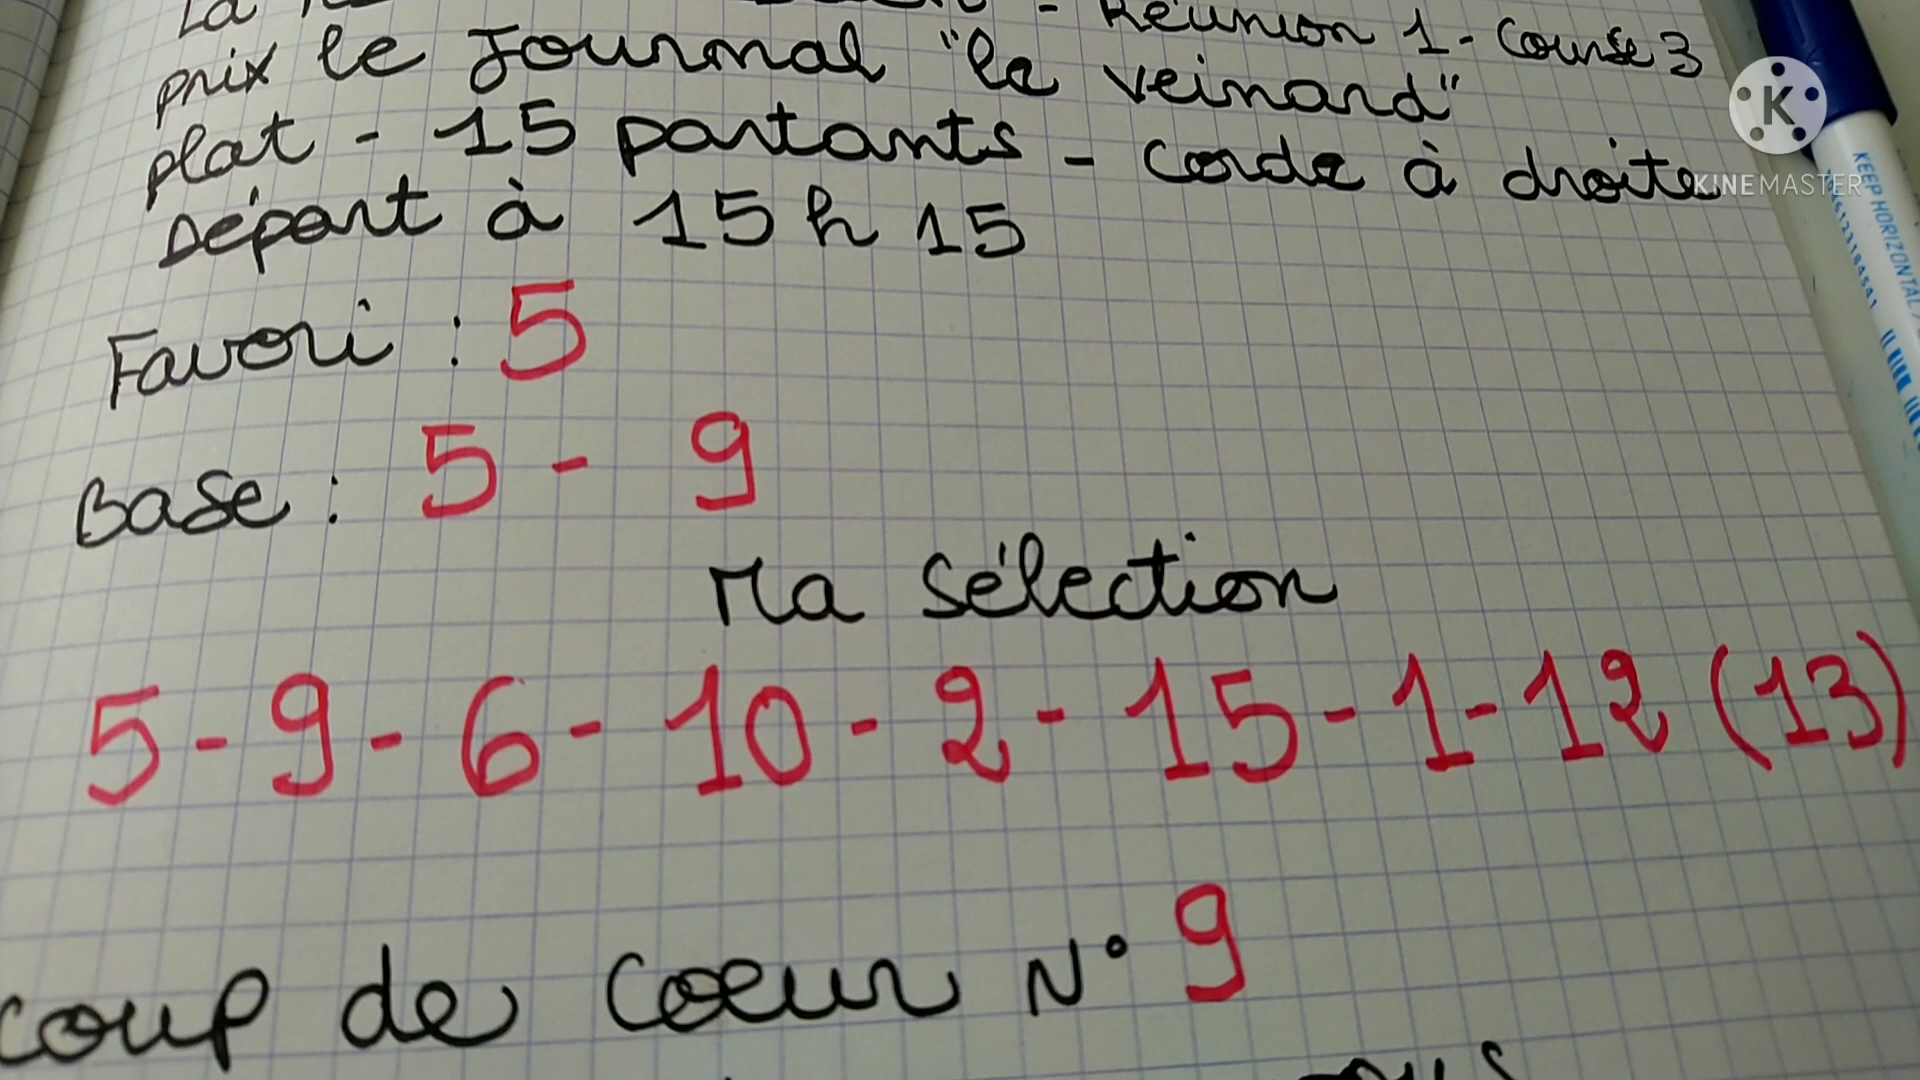 La - Réunion 1 - Course 3
prix le Journal "le veinard"
plat - 15 partants - corde à droite
Départ à 15 h 15
Favori : 5
Base : 5 - 9
Ma sélection
5 - 9 - 6 - 10 - 2 - 15 - 1 - 12 (13)
coup de coeur N° 9
K
KINEMASTER
KEEP HORIZONTAL